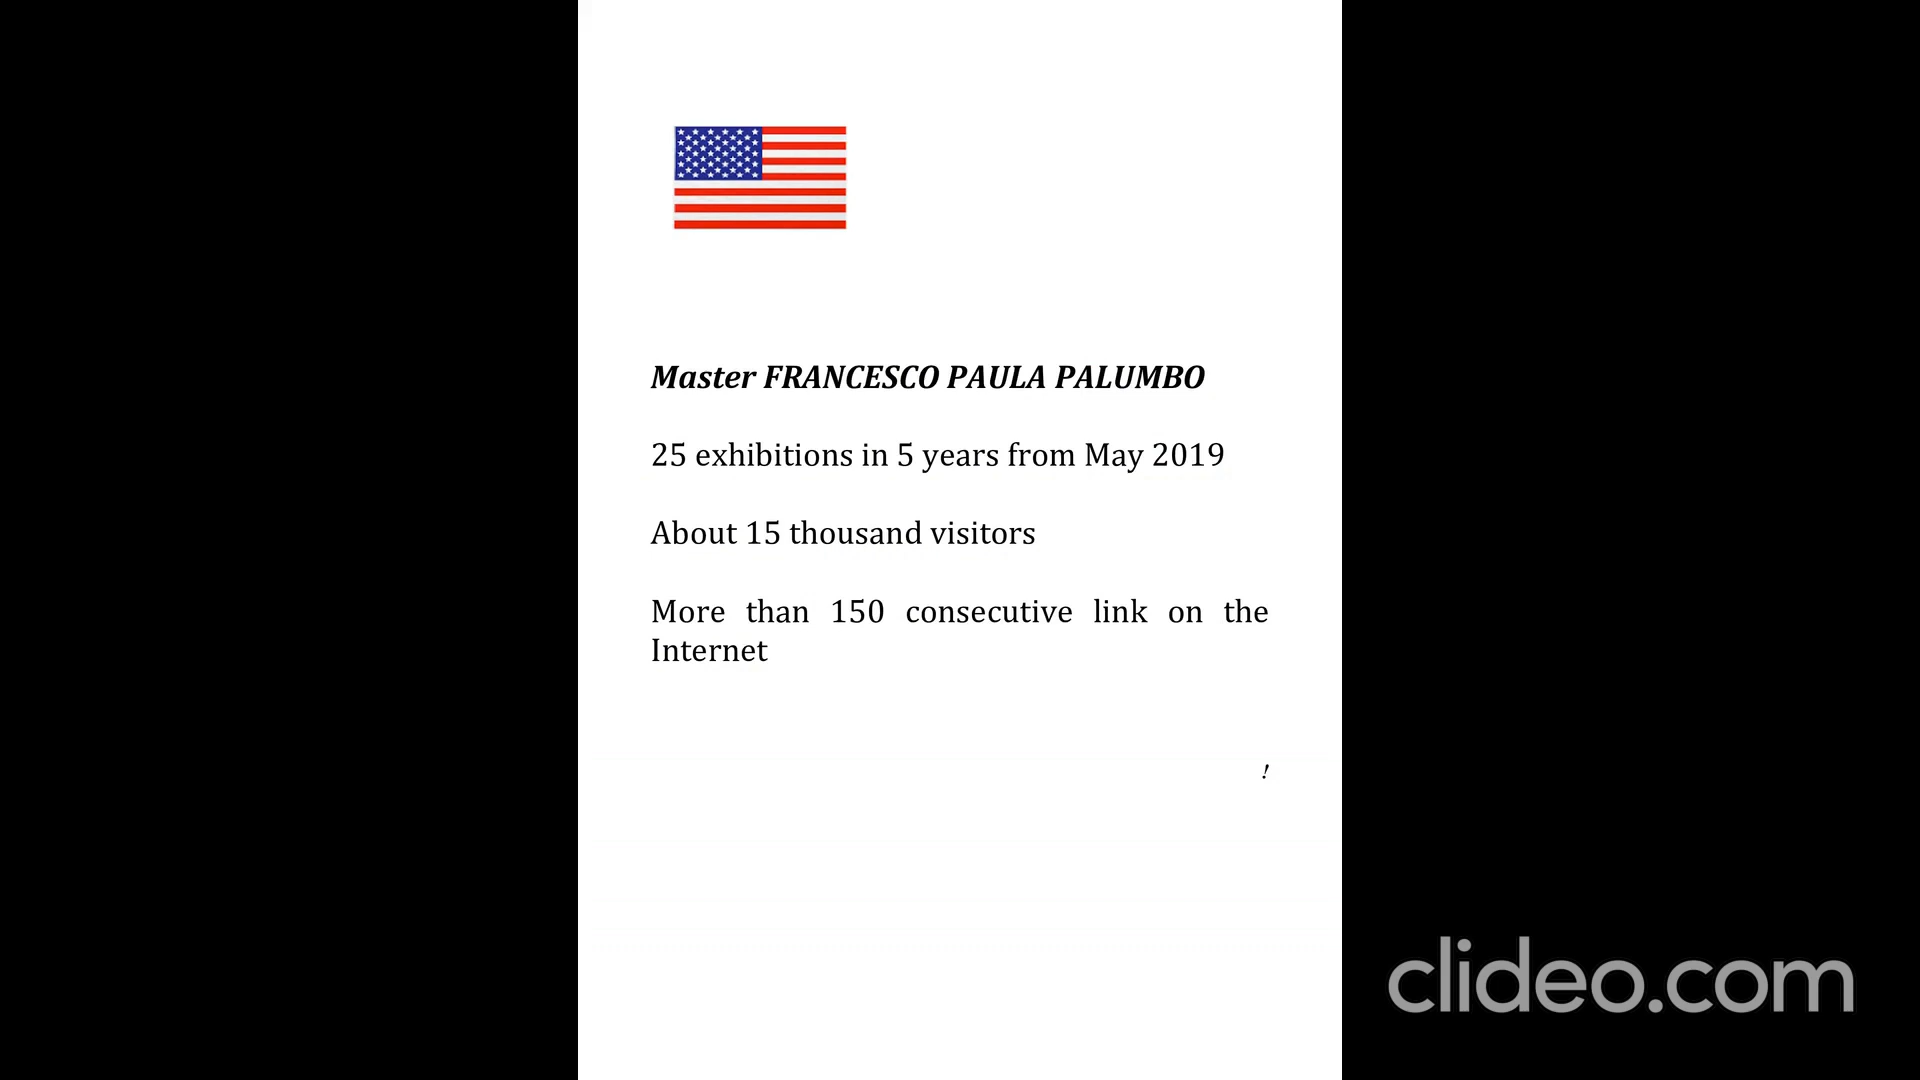 Master FRANCESCO PAULA PALUMBO
25 exhibitions in 5 years from May 2019
About 15 thousand visitors
More than 150 consecutive link on the
Internet
!
clideo.com